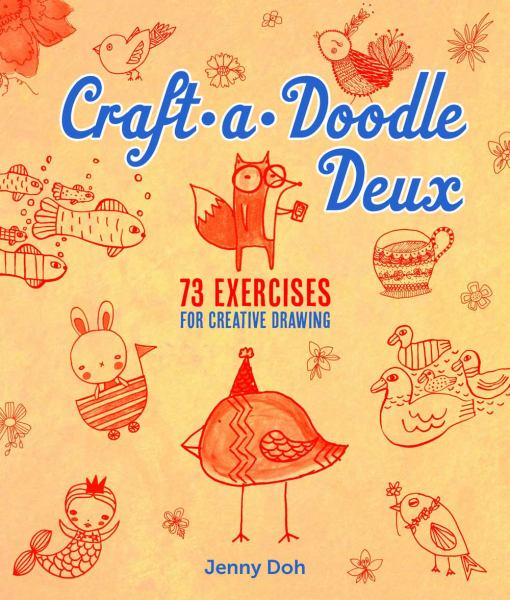 Craft•a•Doodle
Deux
73 EXERCISES
FOR CREATIVE DRAWING
Jenny Doh